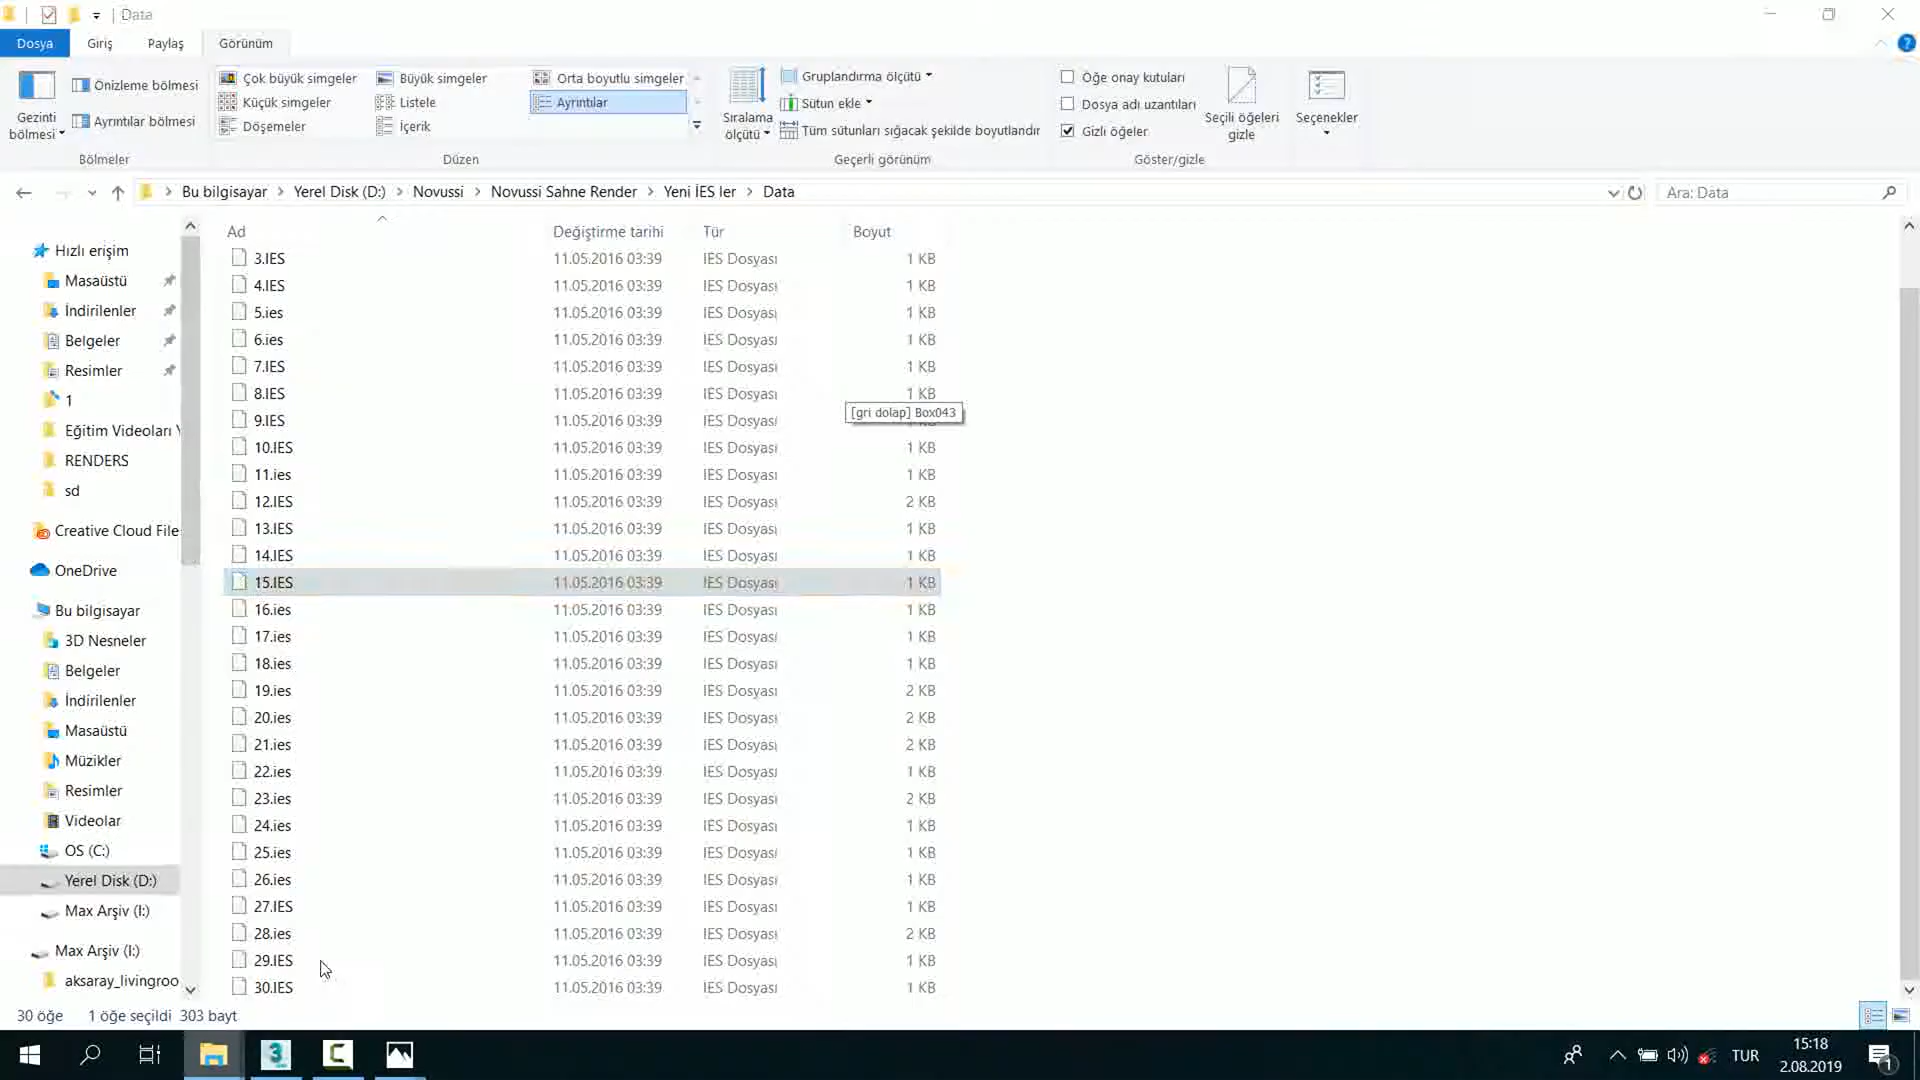 Data
Dosya Giriş Paylaş Görünüm
Gezinti bölmesi
Önizleme bölmesi
Ayrıntılar bölmesi
Bölmeler
Çok büyük simgeler Büyük simgeler Orta boyutlu simgeler
Küçük simgeler Listele Ayrıntılar
Döşemeler İçerik
Düzen
Sıralama ölçütü
Gruplandırma ölçütü
Sütun ekle
Tüm sütunları sığacak şekilde boyutlandır
Geçerli görünüm
Öğe onay kutuları
Dosya adı uzantıları
Gizli öğeler
Seçili öğeleri gizle
Göster/gizle
Seçenekler
Bu bilgisayar > Yerel Disk (D:) > Novussi > Novussi Sahne Render > Yeni İES ler > Data
Ara: Data
Hızlı erişim
Masaüstü
İndirilenler
Belgeler
Resimler
1
Eğitim Videoları
RENDERS
sd
Creative Cloud File
OneDrive
Bu bilgisayar
3D Nesneler
Belgeler
İndirilenler
Masaüstü
Müzikler
Resimler
Videolar
OS (C:)
Yerel Disk (D:)
Max Arşiv (I:)
Max Arşiv (I:)
aksaray_livingroo
Ad Değiştirme tarihi Tür Boyut
3.IES 11.05.2016 03:39 IES Dosyası 1 KB
4.IES 11.05.2016 03:39 IES Dosyası 1 KB
5.ies 11.05.2016 03:39 IES Dosyası 1 KB
6.ies 11.05.2016 03:39 IES Dosyası 1 KB
7.IES 11.05.2016 03:39 IES Dosyası 1 KB
8.IES 11.05.2016 03:39 IES Dosyası 1 KB
[gri dolap] Box043
9.IES 11.05.2016 03:39 IES Dosyası 1 KB
10.IES 11.05.2016 03:39 IES Dosyası 1 KB
11.ies 11.05.2016 03:39 IES Dosyası 1 KB
12.IES 11.05.2016 03:39 IES Dosyası 2 KB
13.IES 11.05.2016 03:39 IES Dosyası 1 KB
14.IES 11.05.2016 03:39 IES Dosyası 1 KB
15.IES 11.05.2016 03:39 IES Dosyası 1 KB
16.ies 11.05.2016 03:39 IES Dosyası 1 KB
17.ies 11.05.2016 03:39 IES Dosyası 1 KB
18.ies 11.05.2016 03:39 IES Dosyası 1 KB
19.ies 11.05.2016 03:39 IES Dosyası 2 KB
20.ies 11.05.2016 03:39 IES Dosyası 2 KB
21.ies 11.05.2016 03:39 IES Dosyası 2 KB
22.ies 11.05.2016 03:39 IES Dosyası 1 KB
23.ies 11.05.2016 03:39 IES Dosyası 2 KB
24.ies 11.05.2016 03:39 IES Dosyası 1 KB
25.ies 11.05.2016 03:39 IES Dosyası 1 KB
26.ies 11.05.2016 03:39 IES Dosyası 1 KB
27.IES 11.05.2016 03:39 IES Dosyası 1 KB
28.ies 11.05.2016 03:39 IES Dosyası 2 KB
29.IES 11.05.2016 03:39 IES Dosyası 1 KB
30.IES 11.05.2016 03:39 IES Dosyası 1 KB
30 öğe 1 öğe seçildi 303 bayt
TUR
15:18
2.08.2019
1